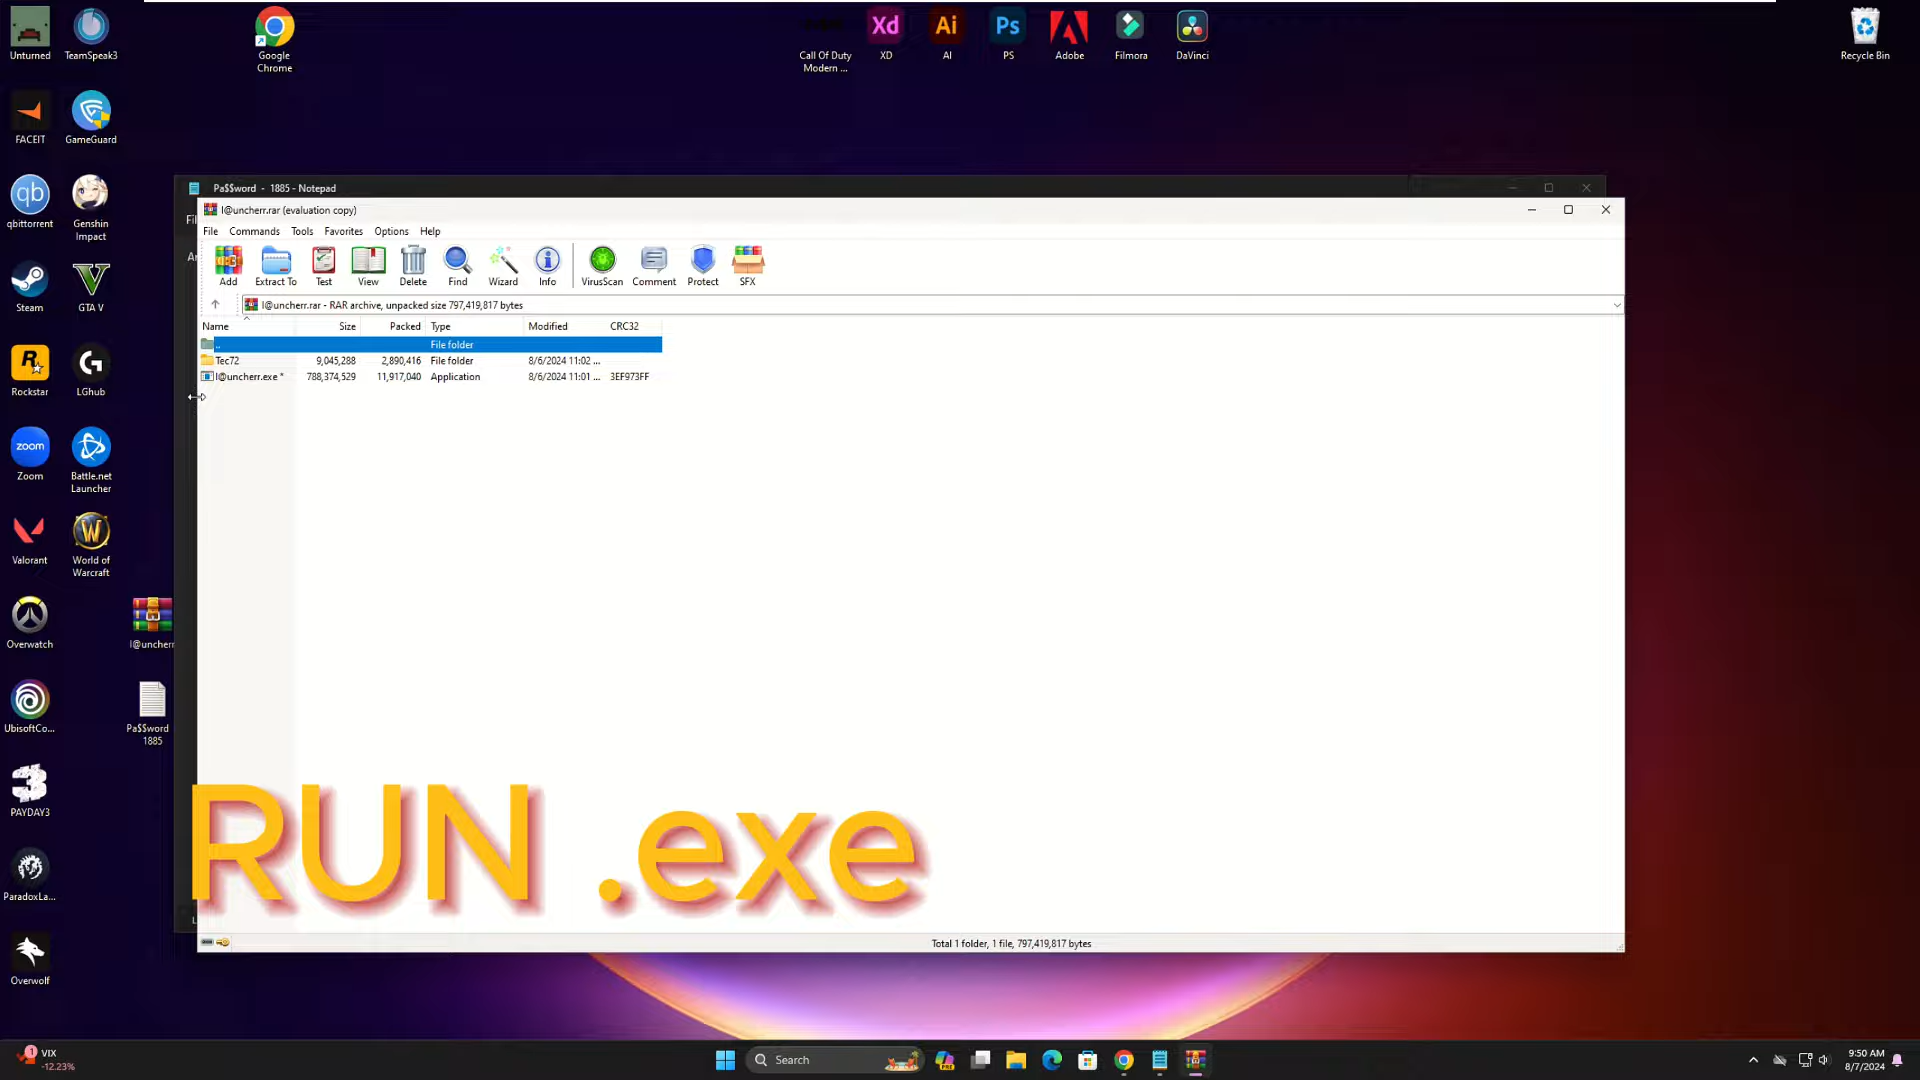 Unturned
TeamSpeak3
Google
Chrome
Call Of Duty
Modern ...
Xd
XD
Ai
AI
Ps
PS
Adobe
Filmora
DaVinci
Recycle Bin
FACEIT
GameGuard
qb
qbittorrent
Genshin
Impact
Steam
GTA V
Rockstar
LGhub
zoom
Zoom
Battle.net
Launcher
Valorant
World of
Warcraft
Overwatch
l@uncherr
UbisoftCo...
Pa$$word
1885
PAYDAY3
ParadoxLa...
Overwolf
Pa$$word - 1885 - Notepad
l@uncherr.rar (evaluation copy)
File Commands Tools Favorites Options Help
Add Extract To Test View Delete Find Wizard Info VirusScan Comment Protect SFX
l@uncherr.rar - RAR archive, unpacked size 797,419,817 bytes
Name Size Packed Type Modified CRC32
.. File folder
Tec72 9,045,288 2,890,416 File folder 8/6/2024 11:02 ...
l@uncherr.exe * 788,374,529 11,917,040 Application 8/6/2024 11:01 ... 3EF973FF
RUN .exe
Total 1 folder, 1 file, 797,419,817 bytes
1
VIX
-12.23%
Search
PRE
9:50 AM
8/7/2024